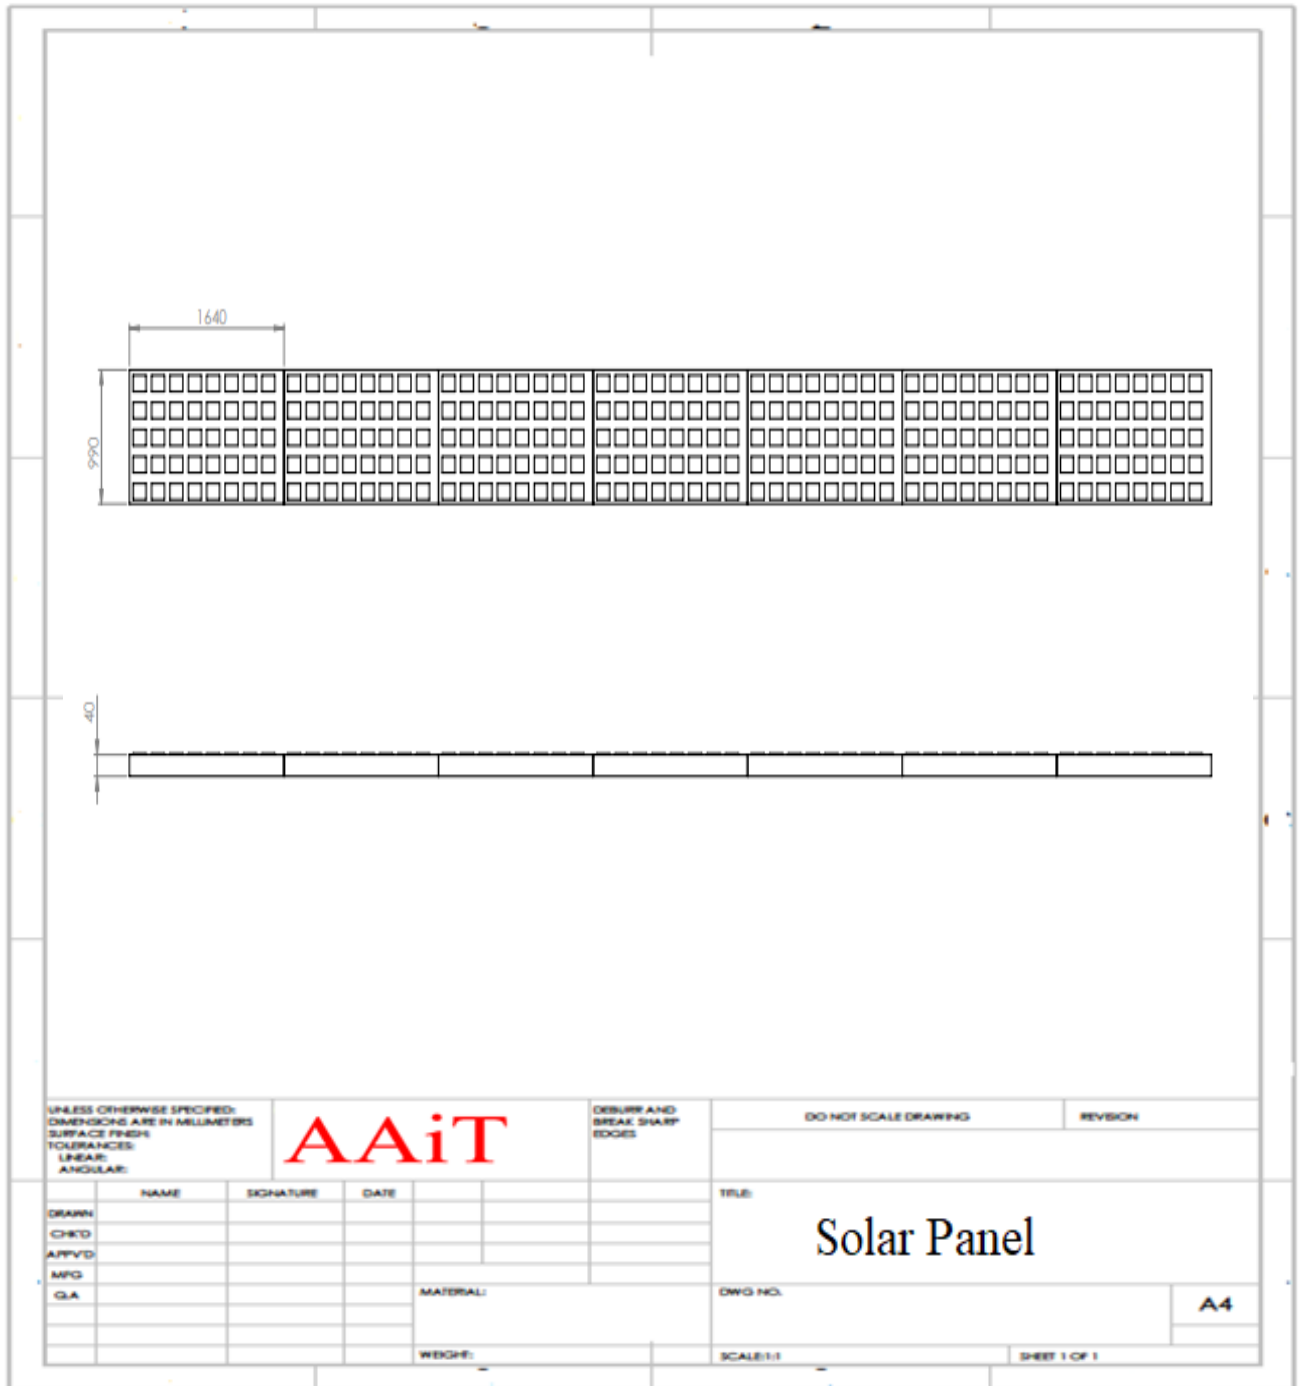 1640
990
40
UNLESS OTHERWISE SPECIFIED:
DIMENSIONS ARE IN MILLIMETERS
SURFACE FINISH:
TOLERANCES:
LINEAR:
ANGULAR:
AAiT
DEBURR AND
BREAK SHARP
EDGES
DO NOT SCALE DRAWING
REVISION
NAME
SIGNATURE
DATE
TITLE:
DRAWN
CHK'D
APPV'D
MFG
Q.A
Solar Panel
MATERIAL:
DWG NO.
A4
WEIGHT:
SCALE:1:1
SHEET 1 OF 1